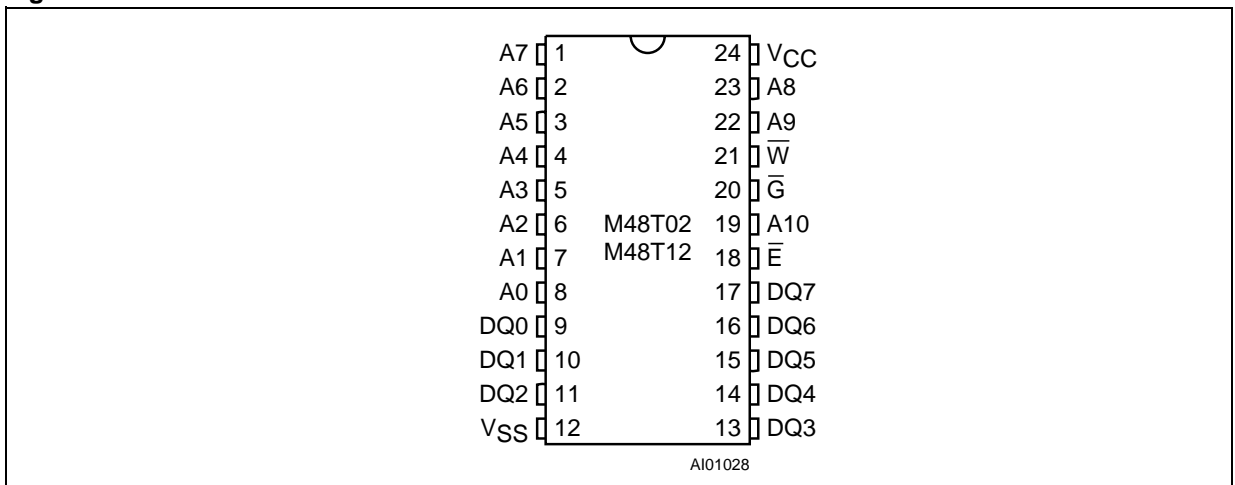 A7 1 24 VCC
A6 2 23 A8
A5 3 22 A9
A4 4 21 W̅
A3 5 20 G̅
A2 6 M48T02 19 A10
A1 7 M48T12 18 E̅
A0 8 17 DQ7
DQ0 9 16 DQ6
DQ1 10 15 DQ5
DQ2 11 14 DQ4
VSS 12 13 DQ3
AI01028